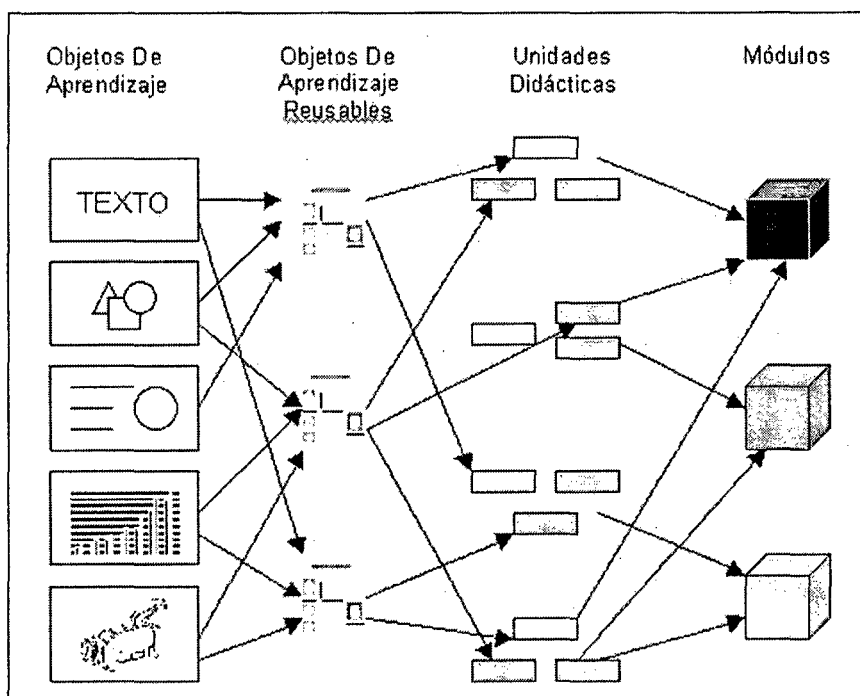 Objetos De
Aprendizaje
Objetos De
Aprendizaje
Reusables
Unidades
Didácticas
Módulos
TEXTO